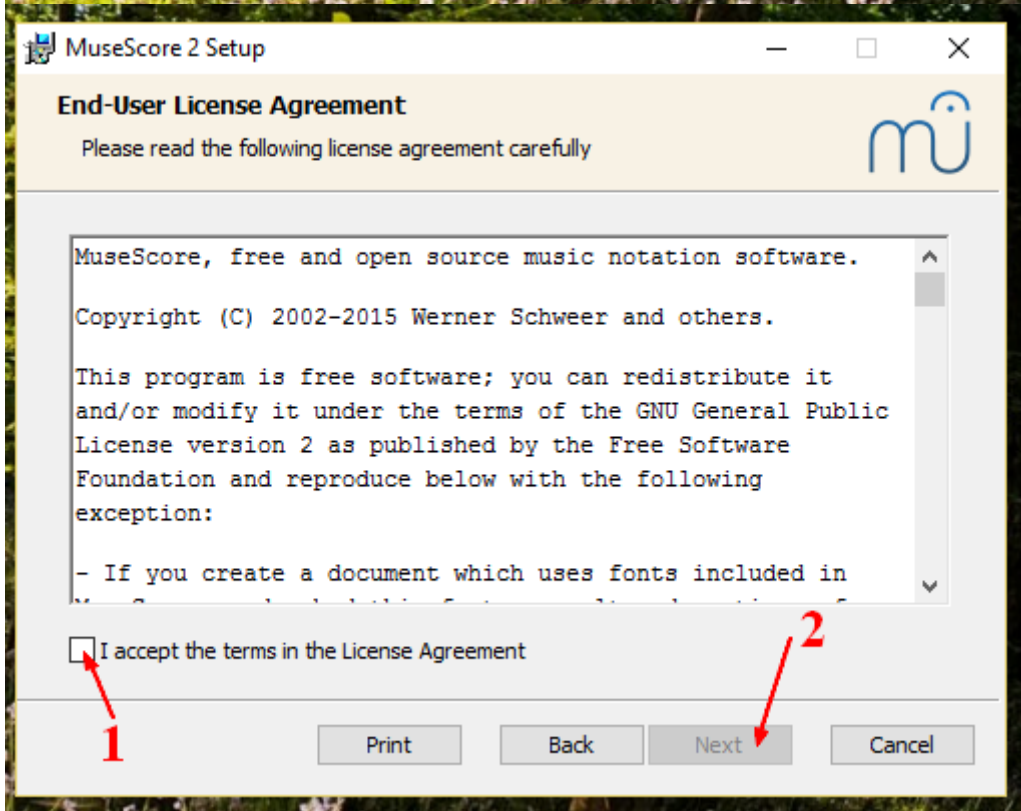 MuseScore 2 Setup
End-User License Agreement
Please read the following license agreement carefully
MuseScore, free and open source music notation software.
Copyright (C) 2002-2015 Werner Schweer and others.
This program is free software; you can redistribute it
and/or modify it under the terms of the GNU General Public
License version 2 as published by the Free Software
Foundation and reproduce below with the following
exception:
- If you create a document which uses fonts included in
I accept the terms in the License Agreement
2
1
Print Back Next Cancel